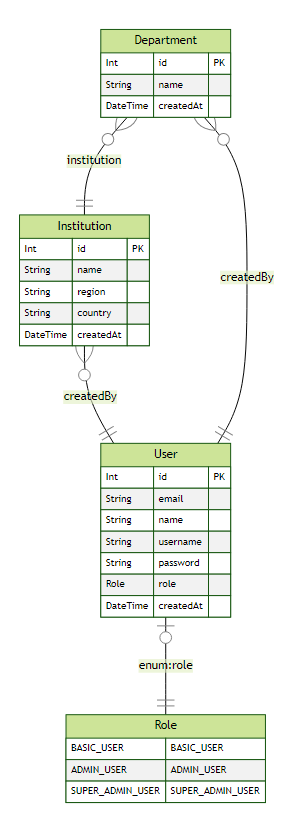 Department
Int id PK
String name
DateTime createdAt
institution
Institution
Int id PK
String name
String region
String country
DateTime createdAt
createdBy
createdBy
User
Int id PK
String email
String name
String username
String password
Role role
DateTime createdAt
enum:role
Role
BASIC_USER BASIC_USER
ADMIN_USER ADMIN_USER
SUPER_ADMIN_USER SUPER_ADMIN_USER